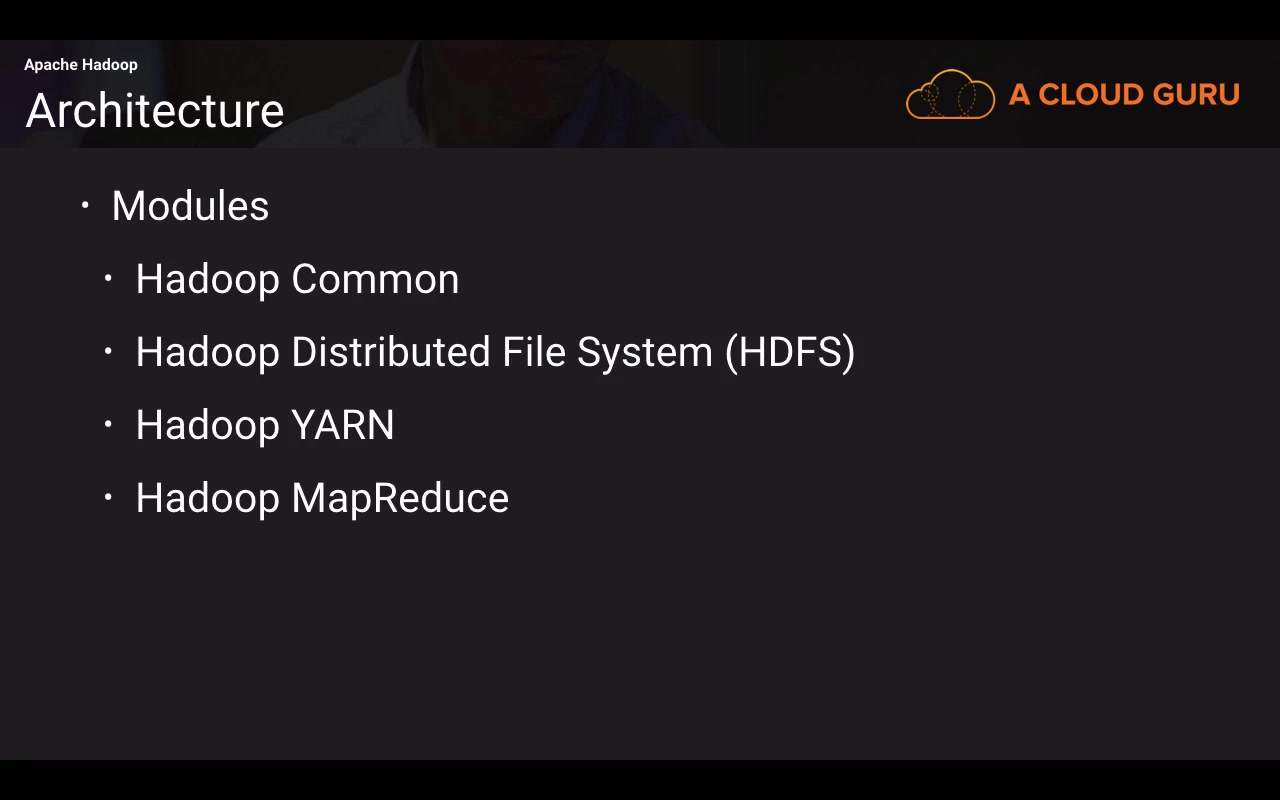 Apache Hadoop
Architecture
A CLOUD GURU
• Modules
• Hadoop Common
• Hadoop Distributed File System (HDFS)
• Hadoop YARN
• Hadoop MapReduce